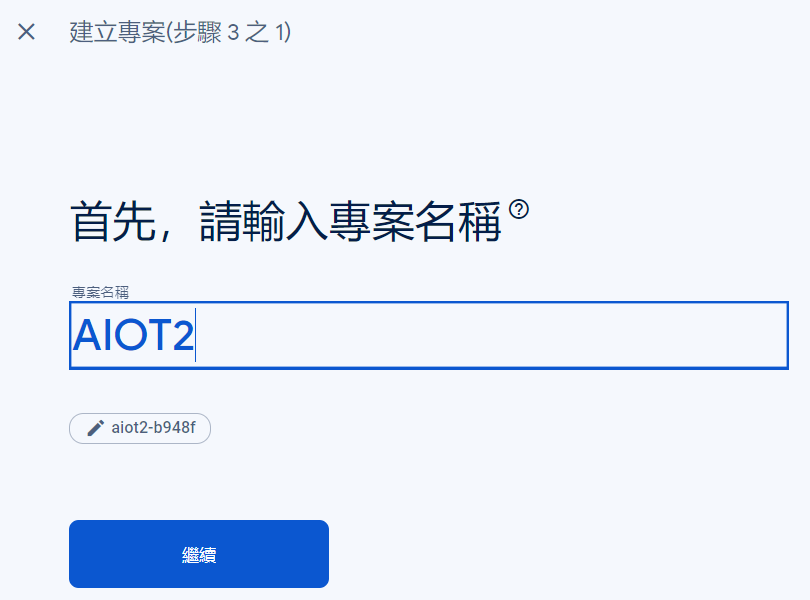 建立專案(步驟 3 之 1)
首先，請輸入專案名稱
專案名稱
AIOT2
aiot2-b948f
繼續